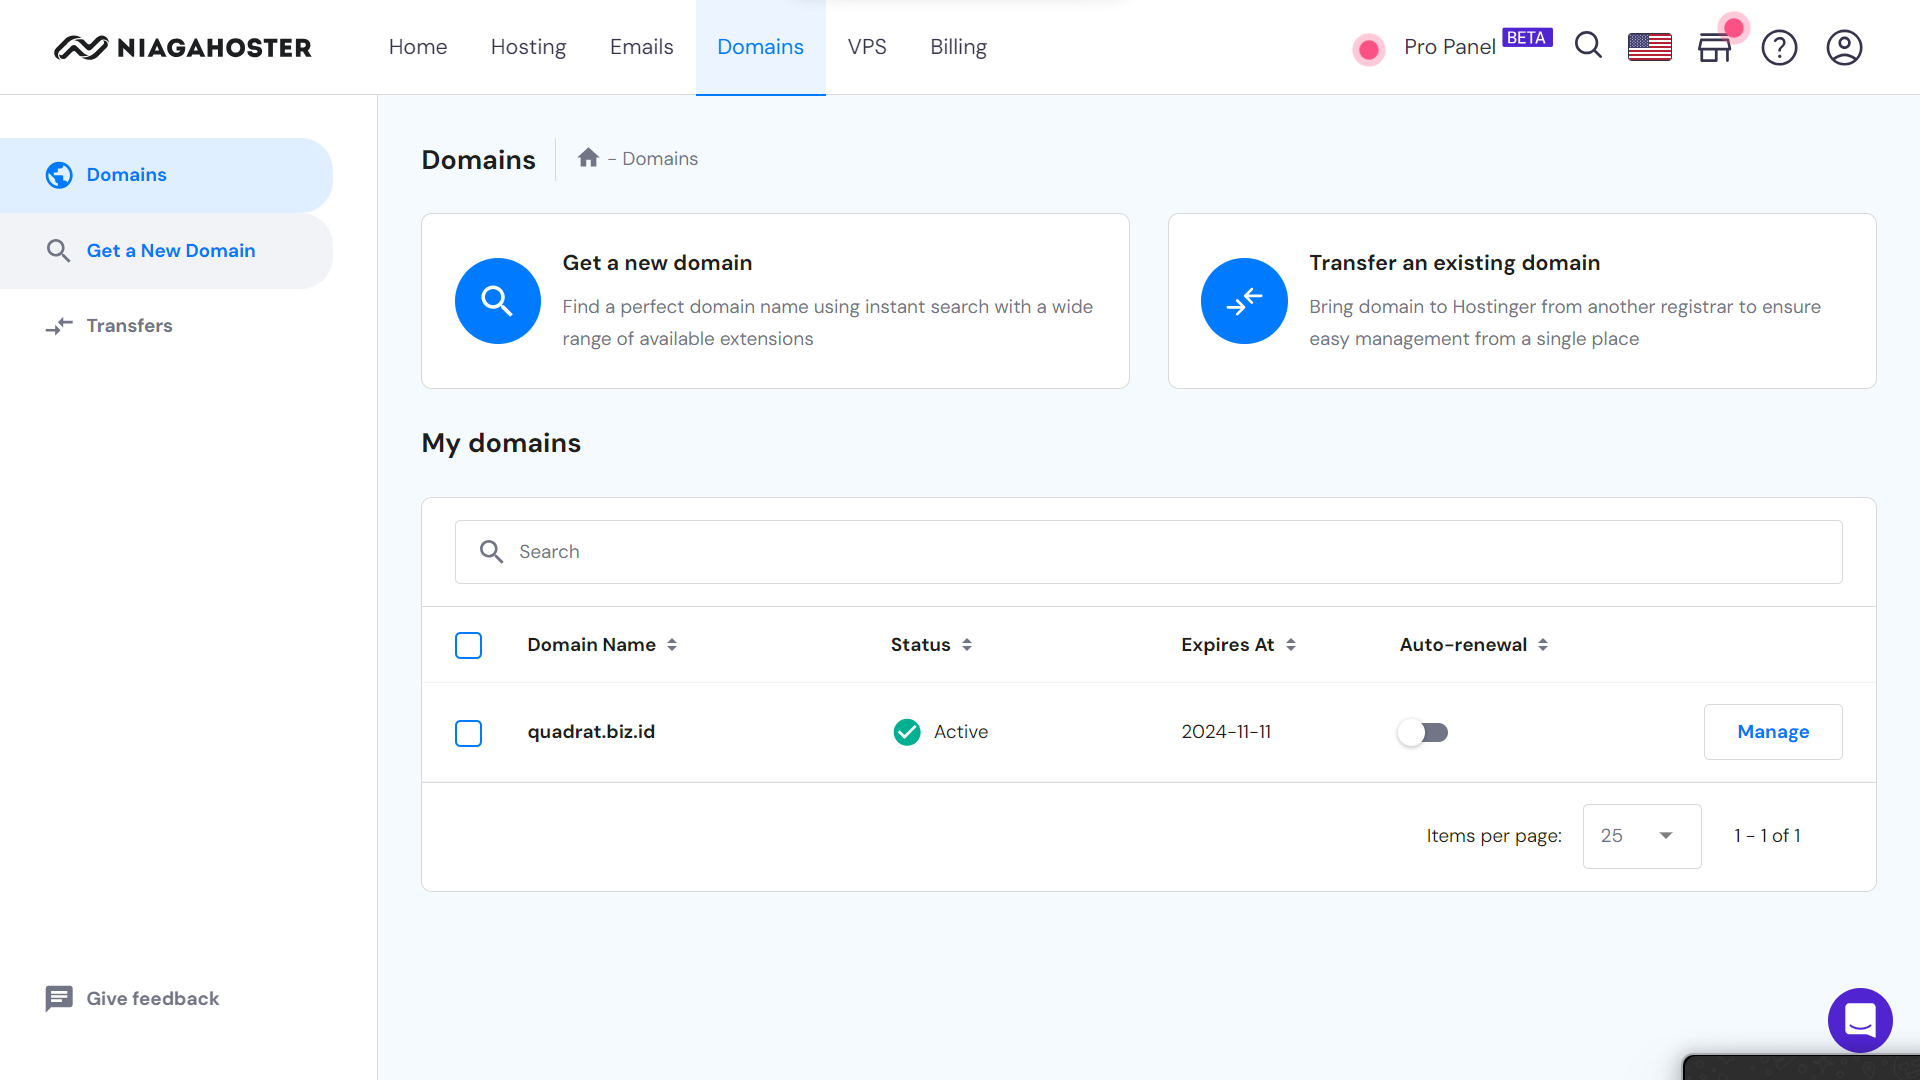 NIAGAHOSTER
Home
Hosting
Emails
Domains
VPS
Billing
Pro Panel BETA
Domains
Get a New Domain
Transfers
Give feedback
Domains
- Domains
Get a new domain
Find a perfect domain name using instant search with a wide
range of available extensions
Transfer an existing domain
Bring domain to Hostinger from another registrar to ensure
easy management from a single place
My domains
Search
Domain Name
Status
Expires At
Auto-renewal
quadrat.biz.id
Active
2024-11-11
Manage
Items per page:
25
1 - 1 of 1